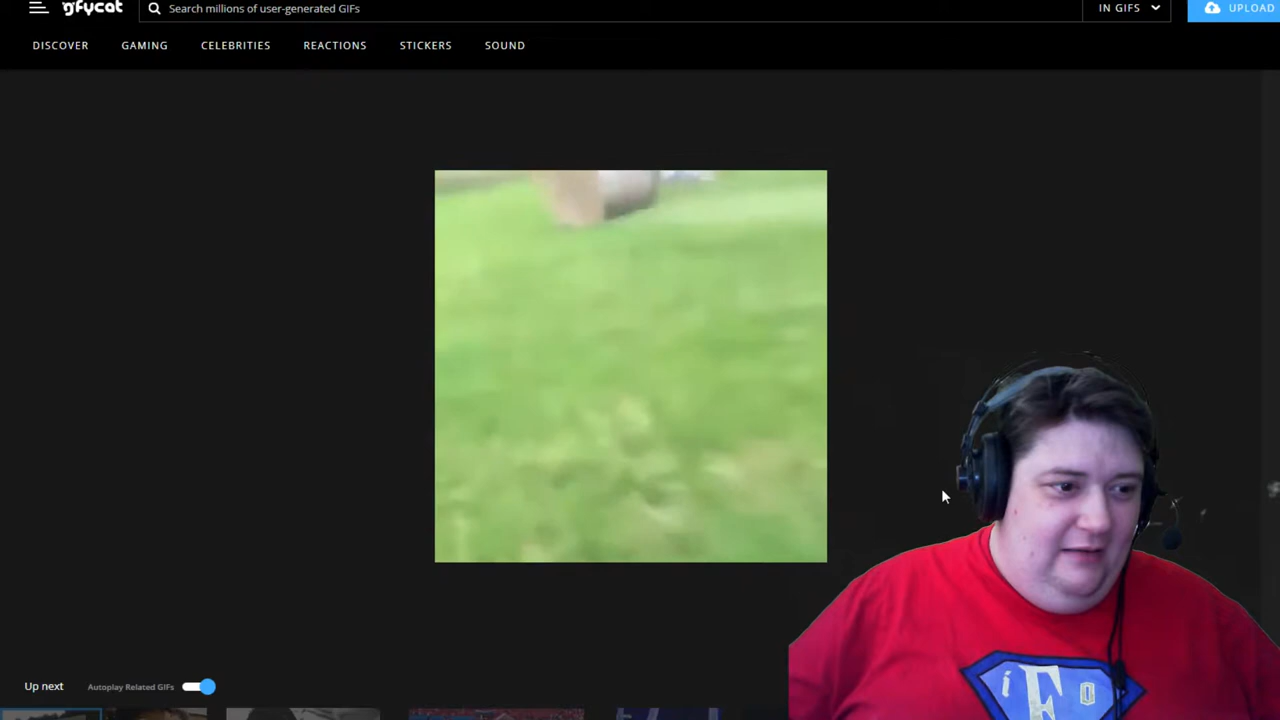 gfycat
Search millions of user-generated GIFs
IN GIFS
UPLOAD
DISCOVER
GAMING
CELEBRITIES
REACTIONS
STICKERS
SOUND
Up next
Autoplay Related GIFs
í F O